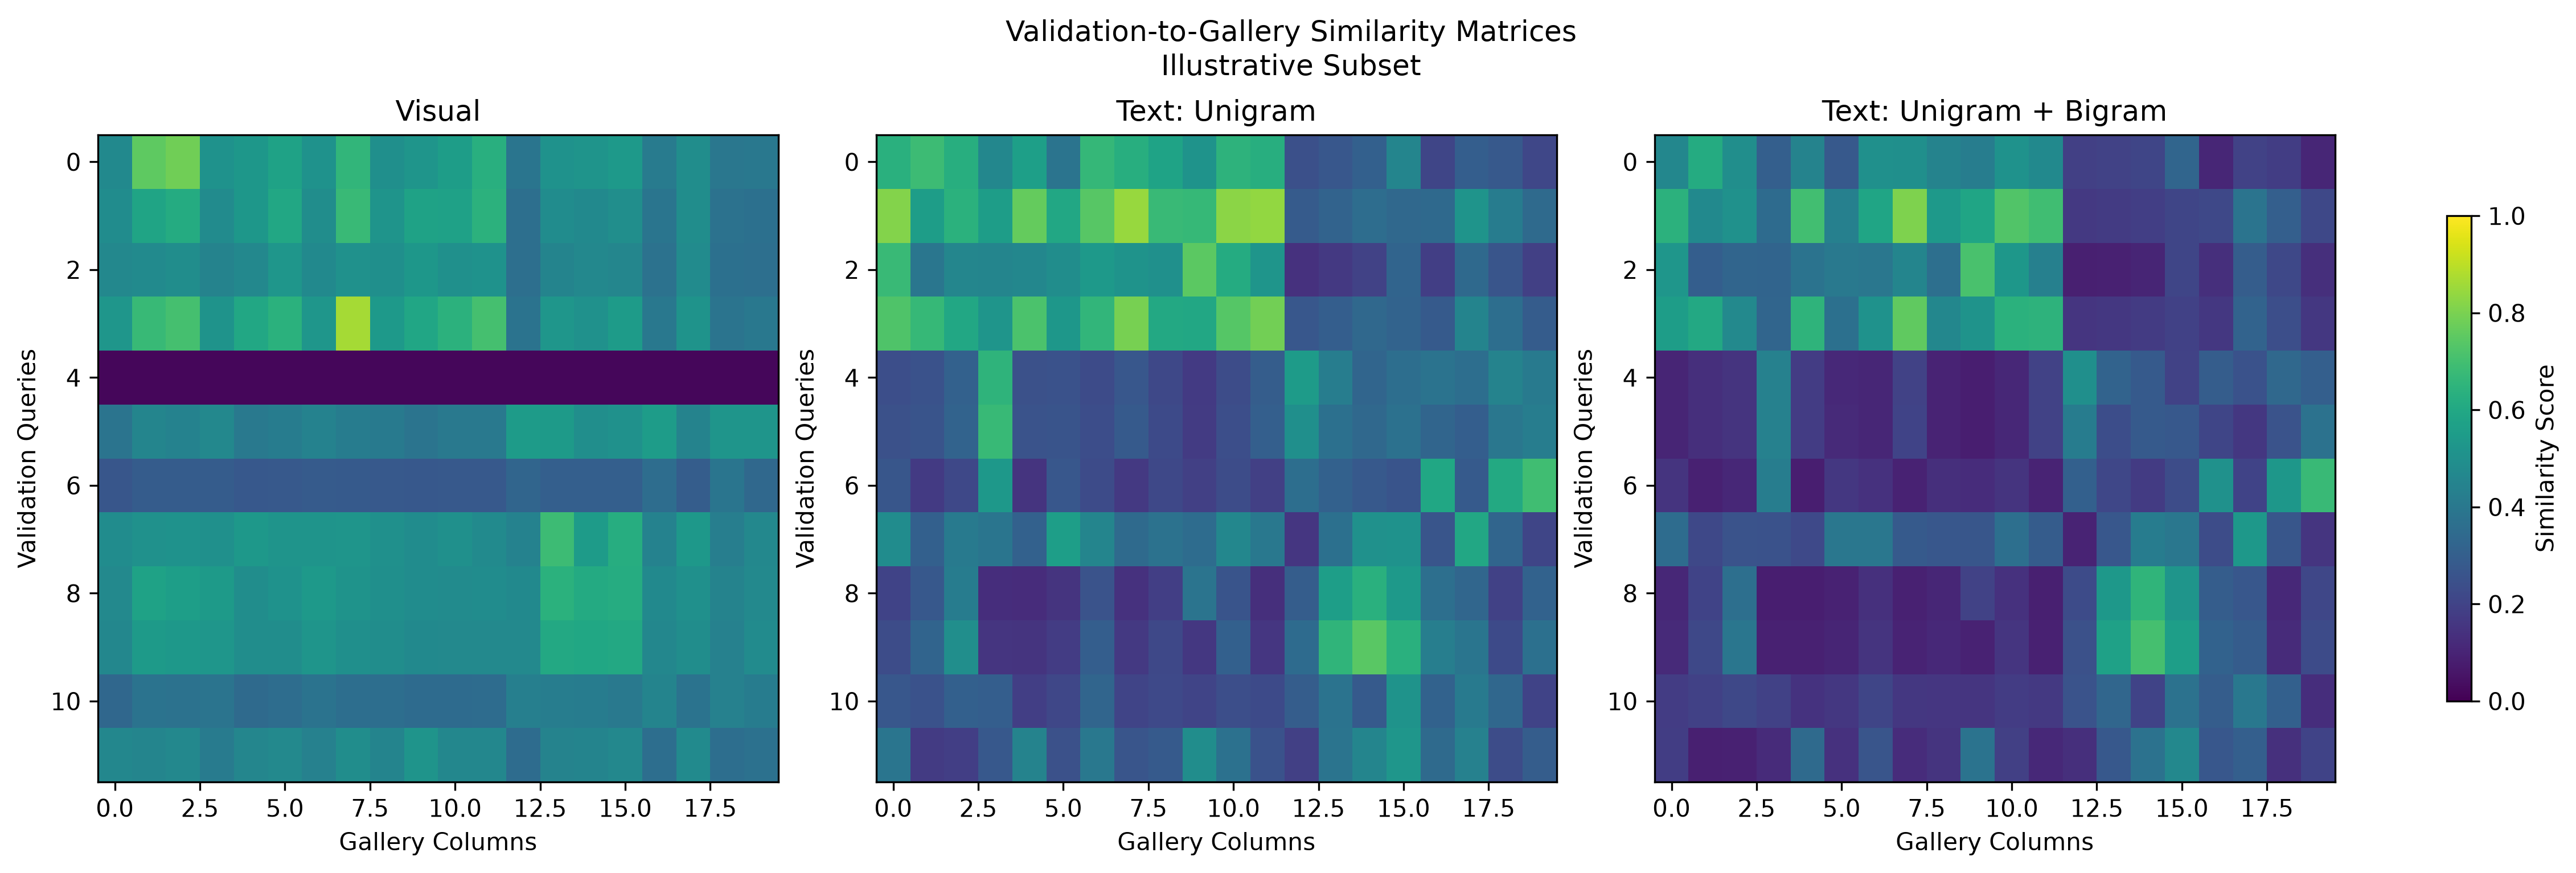 Validation-to-Gallery Similarity Matrices
Illustrative Subset
Visual
Validation Queries
0
2
4
6
8
10
0.0 2.5 5.0 7.5 10.0 12.5 15.0 17.5
Gallery Columns
Text: Unigram
Validation Queries
0
2
4
6
8
10
0.0 2.5 5.0 7.5 10.0 12.5 15.0 17.5
Gallery Columns
Text: Unigram + Bigram
Validation Queries
0
2
4
6
8
10
0.0 2.5 5.0 7.5 10.0 12.5 15.0 17.5
Gallery Columns
1.0
0.8
0.6
0.4
0.2
0.0
Similarity Score